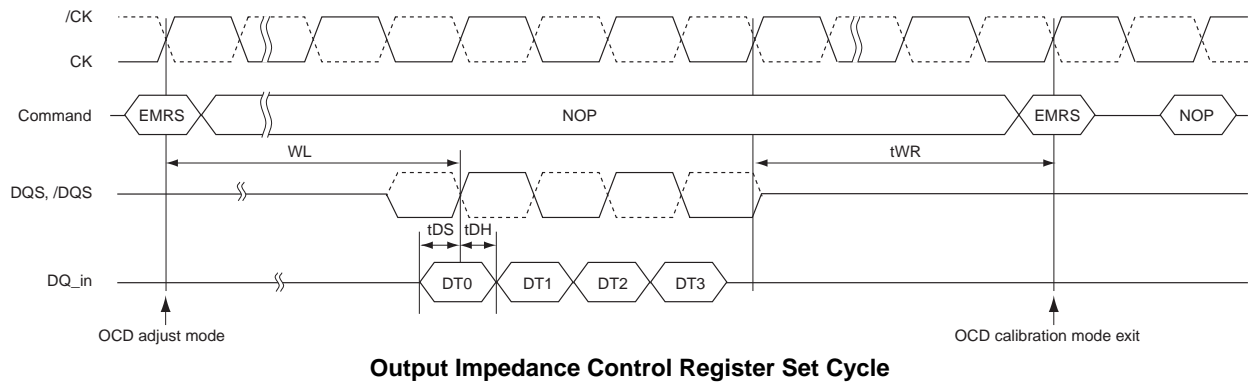 /CK
CK
Command
EMRS
NOP
EMRS
NOP
WL
tWR
DQS, /DQS
tDS
tDH
DQ_in
DT0
DT1
DT2
DT3
OCD adjust mode
OCD calibration mode exit
Output Impedance Control Register Set Cycle